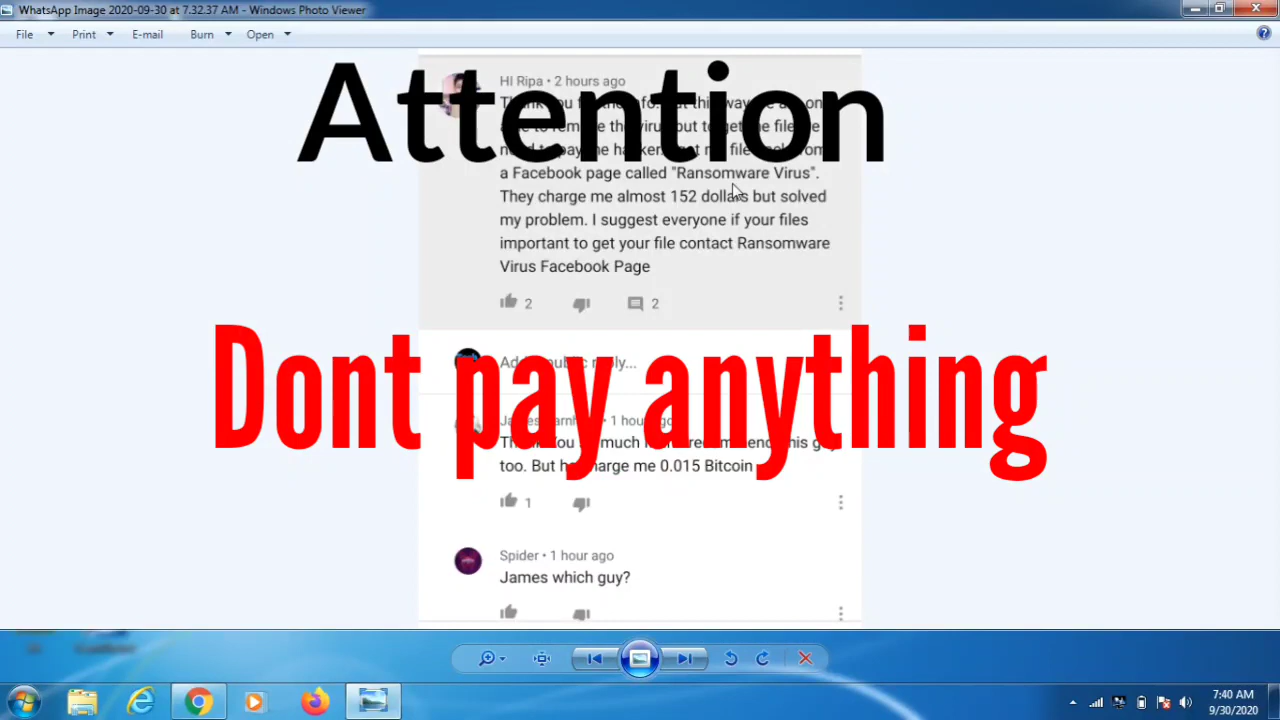 WhatsApp Image 2020-09-30 at 7.32.37 AM - Windows Photo Viewer
File Print E-mail Burn Open
Attention
HI Ripa • 2 hours ago
a Facebook page called "Ransomware Virus".
They charge me almost 152 dollars but solved
my problem. I suggest everyone if your files
important to get your file contact Ransomware
Virus Facebook Page
2 2
Dont pay anything
1 hour ago
too. But he charge me 0.015 Bitcoin
1
Spider • 1 hour ago
James which guy?
7:40 AM
9/30/2020